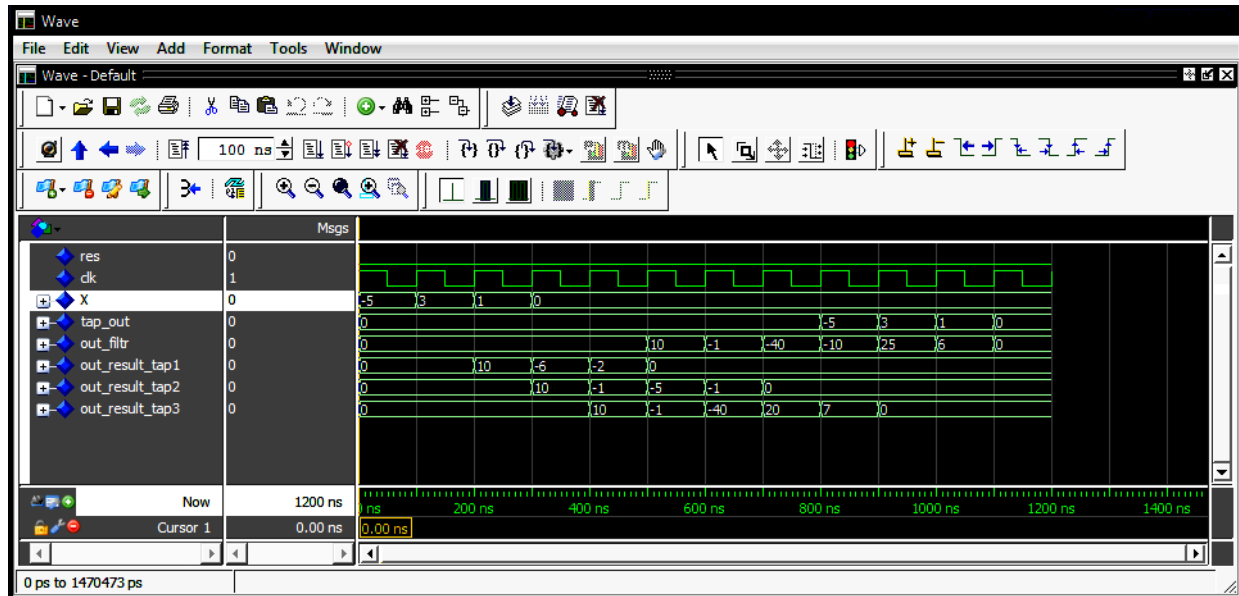 Wave
File Edit View Add Format Tools Window
Wave - Default
100 ns
Msgs
res 0
clk 1
X 0 -5 3 1 0
tap_out 0 0 -5 3 1 0
out_filtr 0 0 10 -1 -40 -10 25 6 0
out_result_tap1 0 0 10 -6 -2 0
out_result_tap2 0 0 10 -1 -5 -1 0
out_result_tap3 0 0 10 -1 -40 20 7 0
Now 1200 ns ns 200 ns 400 ns 600 ns 800 ns 1000 ns 1200 ns 1400 ns
Cursor 1 0.00 ns 0.00 ns
0 ps to 1470473 ps